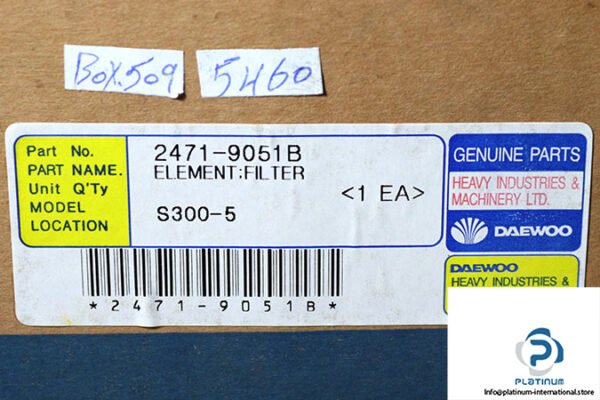 Box.509
5460
Part No.
2471-9051B
PART NAME.
ELEMENT:FILTER
Unit Q'Ty
<1 EA>
MODEL
S300-5
LOCATION
*2471-9051B*
GENUINE PARTS
HEAVY INDUSTRIES &
MACHINERY LTD.
DAEWOO
DAEWOO
HEAVY INDUSTRIES &
PLATINUM
Info@platinum-international.store